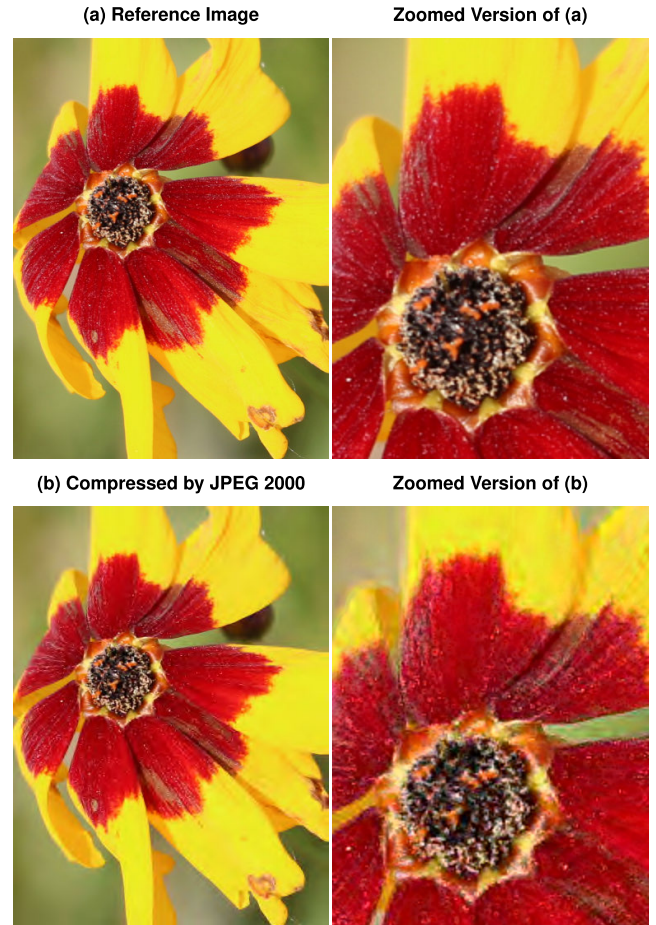 (a) Reference Image
Zoomed Version of (a)
(b) Compressed by JPEG 2000
Zoomed Version of (b)